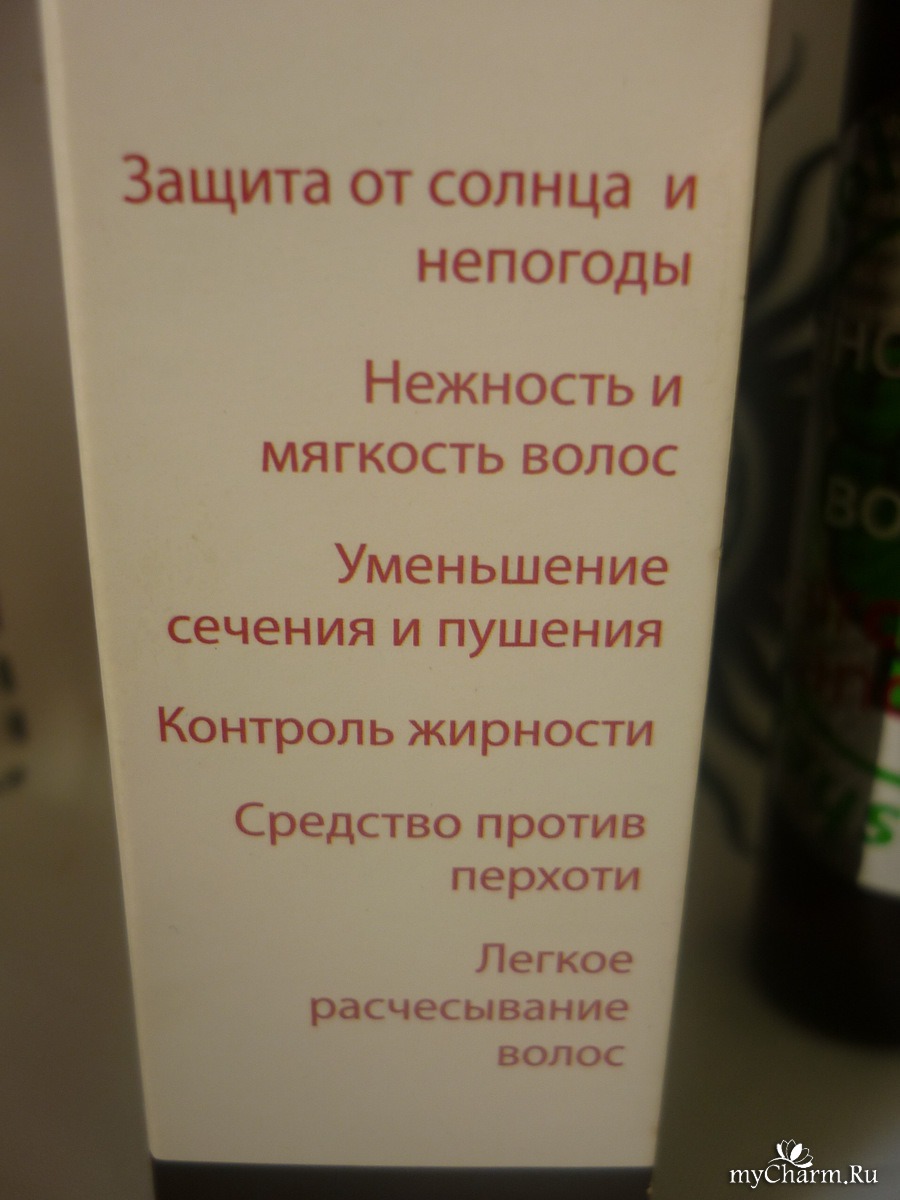 Защита от солнца и
непогоды
Нежность и
мягкость волос
Уменьшение
сечения и пушения
Контроль жирности
Средство против
перхоти
Легкое
расчесывание
волос
myCharm.Ru